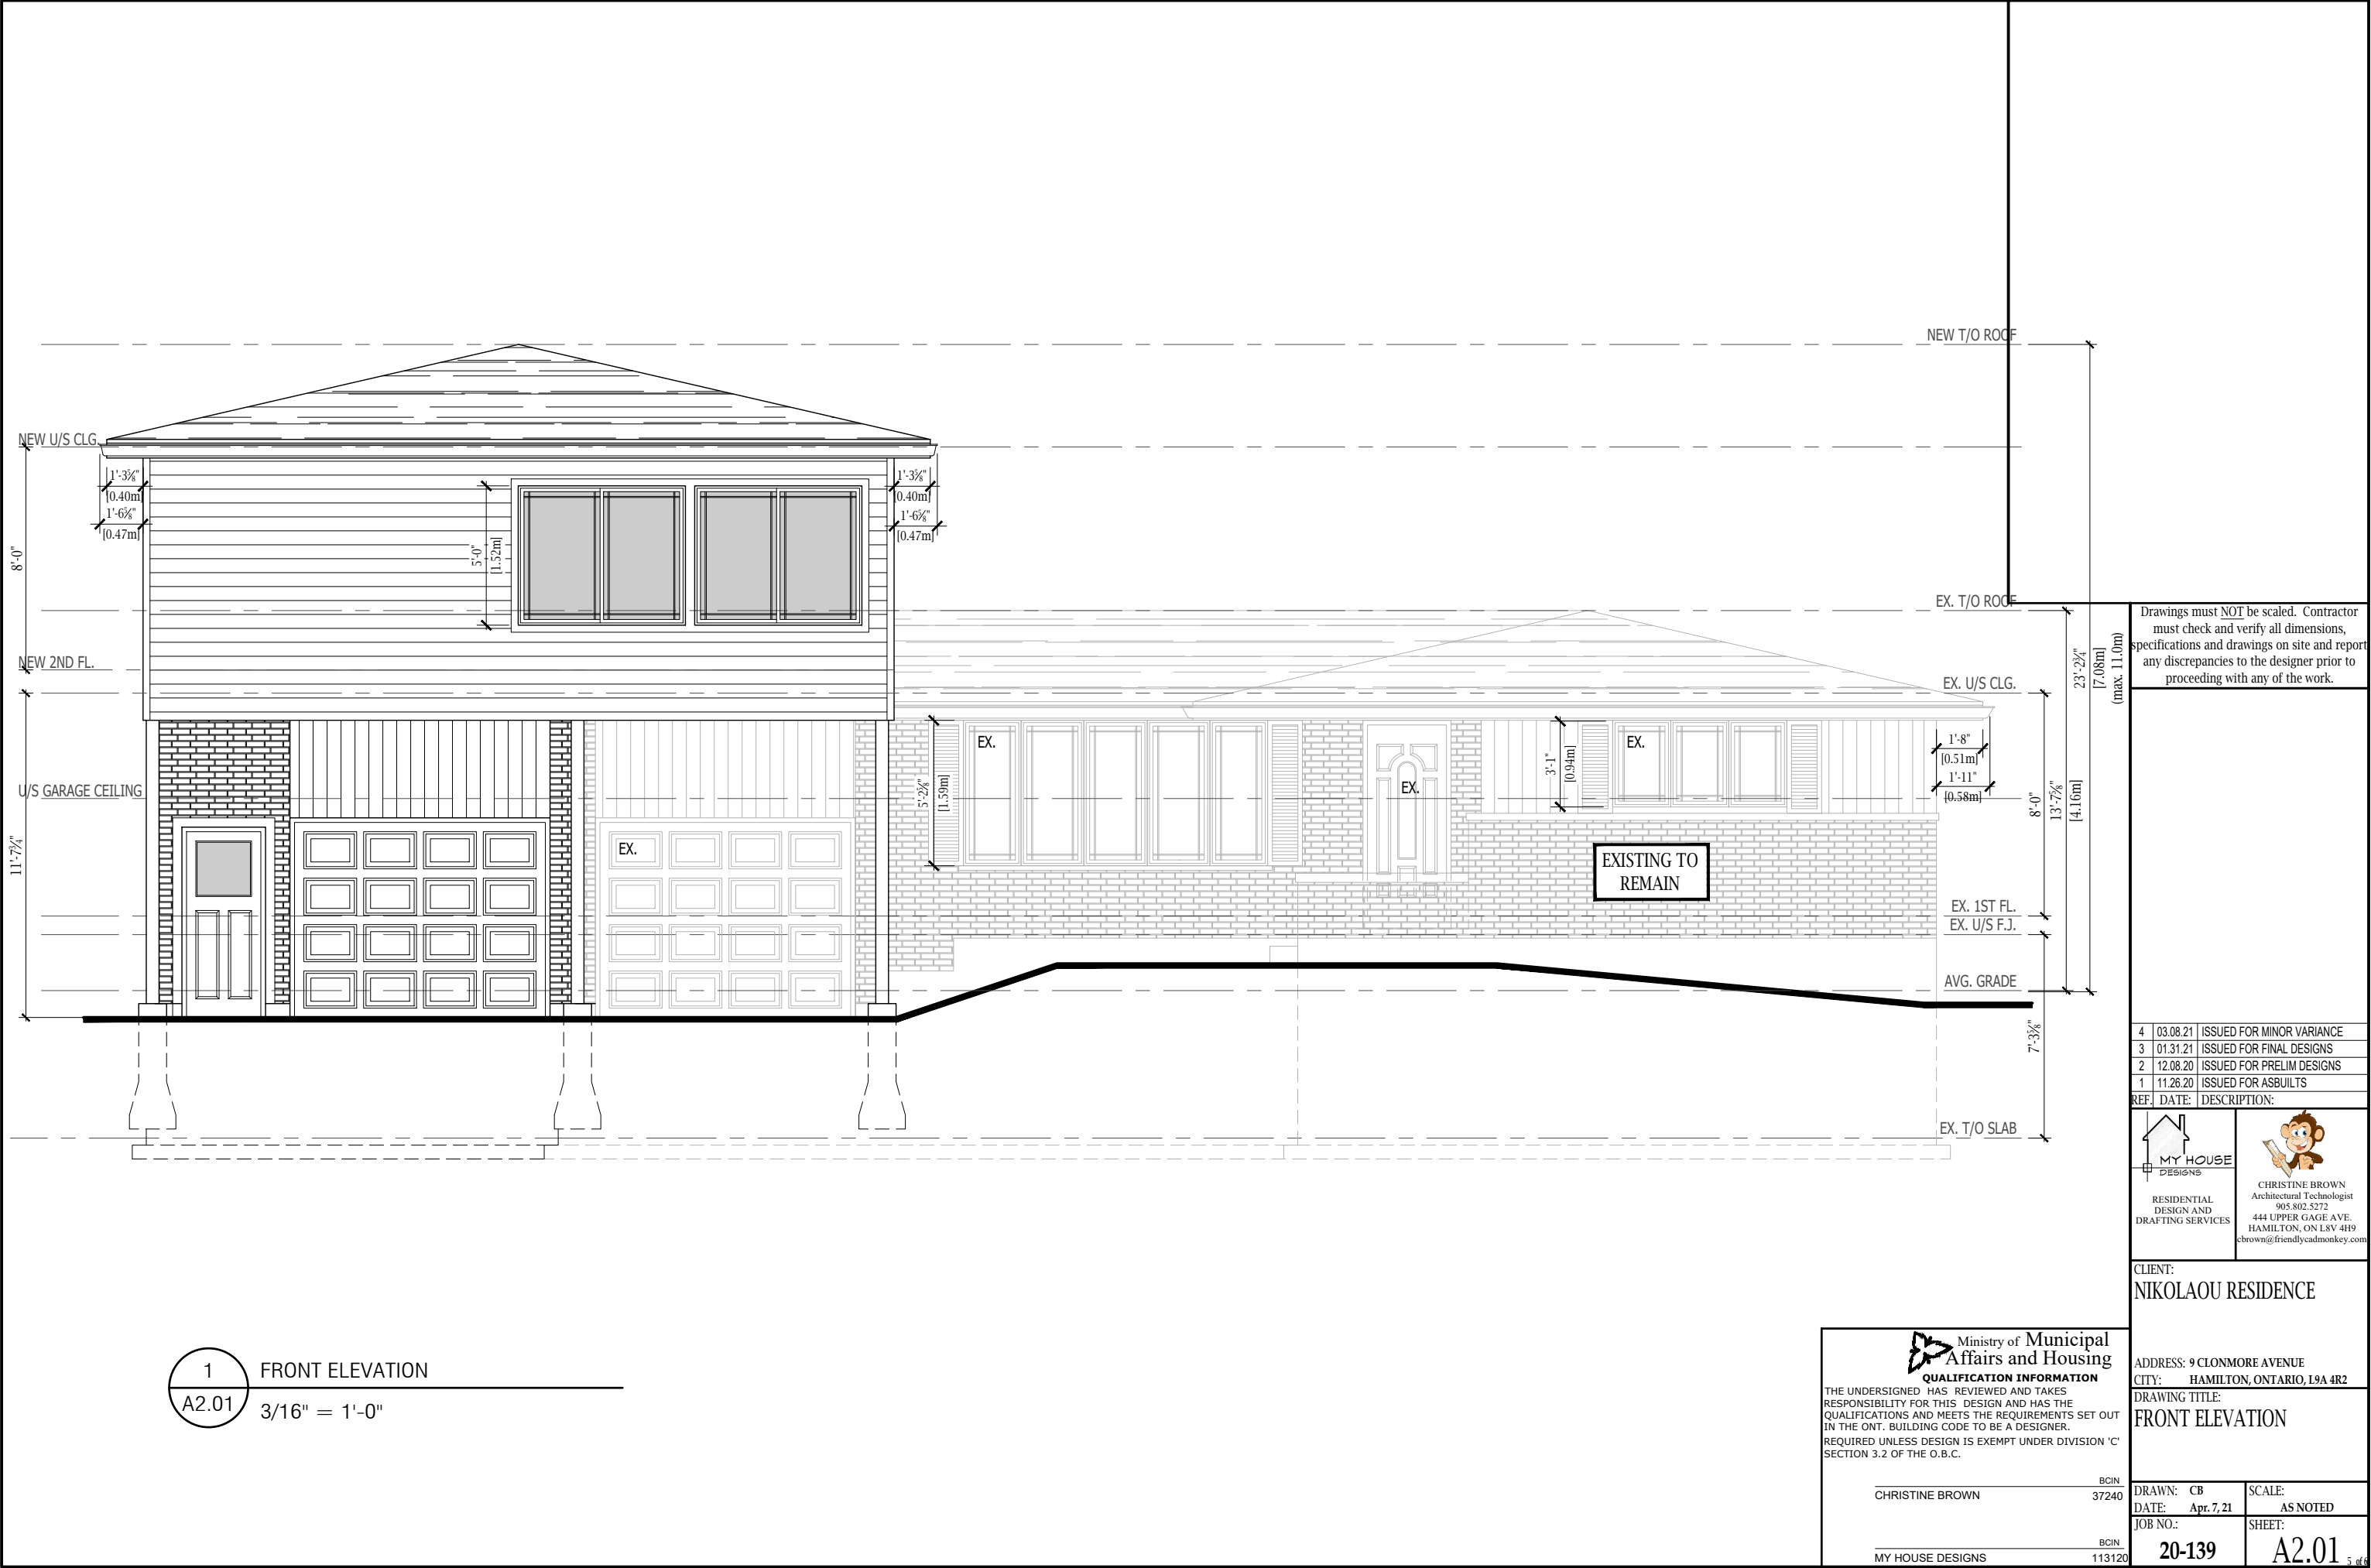 NEW T/O ROOF
NEW U/S CLG.
1'-3⅝"
[0.40m]
1'-6⅝"
[0.47m]
1'-3⅝"
[0.40m]
1'-6⅝"
[0.47m]
8'-0"
5'-0"
[1.52m]
EX. T/O ROOF
NEW 2ND FL.
EX. U/S CLG.
23'-2¾"
[7.08m]
(max. 11.0m)
U/S GARAGE CEILING
11'-7¾"
EX.
EX.
5'-2⅝"
[1.59m]
EX.
3'-1"
[0.94m]
EX.
1'-8"
[0.51m]
1'-11"
[0.58m]
8'-0"
13'-7⅝"
[4.16m]
EXISTING TO
REMAIN
EX. 1ST FL.
EX. U/S F.J.
AVG. GRADE
7'-3⅝"
EX. T/O SLAB
1
A2.01
FRONT ELEVATION
3/16" = 1'-0"
Drawings must NOT be scaled. Contractor
must check and verify all dimensions,
specifications and drawings on site and report
any discrepancies to the designer prior to
proceeding with any of the work.
4 03.08.21 ISSUED FOR MINOR VARIANCE
3 01.31.21 ISSUED FOR FINAL DESIGNS
2 12.08.20 ISSUED FOR PRELIM DESIGNS
1 11.26.20 ISSUED FOR ASBUILTS
REF. DATE: DESCRIPTION:
MY HOUSE
DESIGNS
RESIDENTIAL
DESIGN AND
DRAFTING SERVICES
CHRISTINE BROWN
Architectural Technologist
905.802.5272
444 UPPER GAGE AVE.
HAMILTON, ON L8V 4H9
cbrown@friendlycadmonkey.com
CLIENT:
NIKOLAOU RESIDENCE
ADDRESS: 9 CLONMORE AVENUE
CITY: HAMILTON, ONTARIO, L9A 4R2
DRAWING TITLE:
FRONT ELEVATION
DRAWN: CB
DATE: Apr. 7, 21
SCALE:
AS NOTED
JOB NO.:
20-139
SHEET:
A2.01
5 of 6
Ministry of Municipal
Affairs and Housing
QUALIFICATION INFORMATION
THE UNDERSIGNED HAS REVIEWED AND TAKES
RESPONSIBILITY FOR THIS DESIGN AND HAS THE
QUALIFICATIONS AND MEETS THE REQUIREMENTS SET OUT
IN THE ONT. BUILDING CODE TO BE A DESIGNER.
REQUIRED UNLESS DESIGN IS EXEMPT UNDER DIVISION 'C'
SECTION 3.2 OF THE O.B.C.
BCIN
CHRISTINE BROWN 37240
BCIN
MY HOUSE DESIGNS 113120